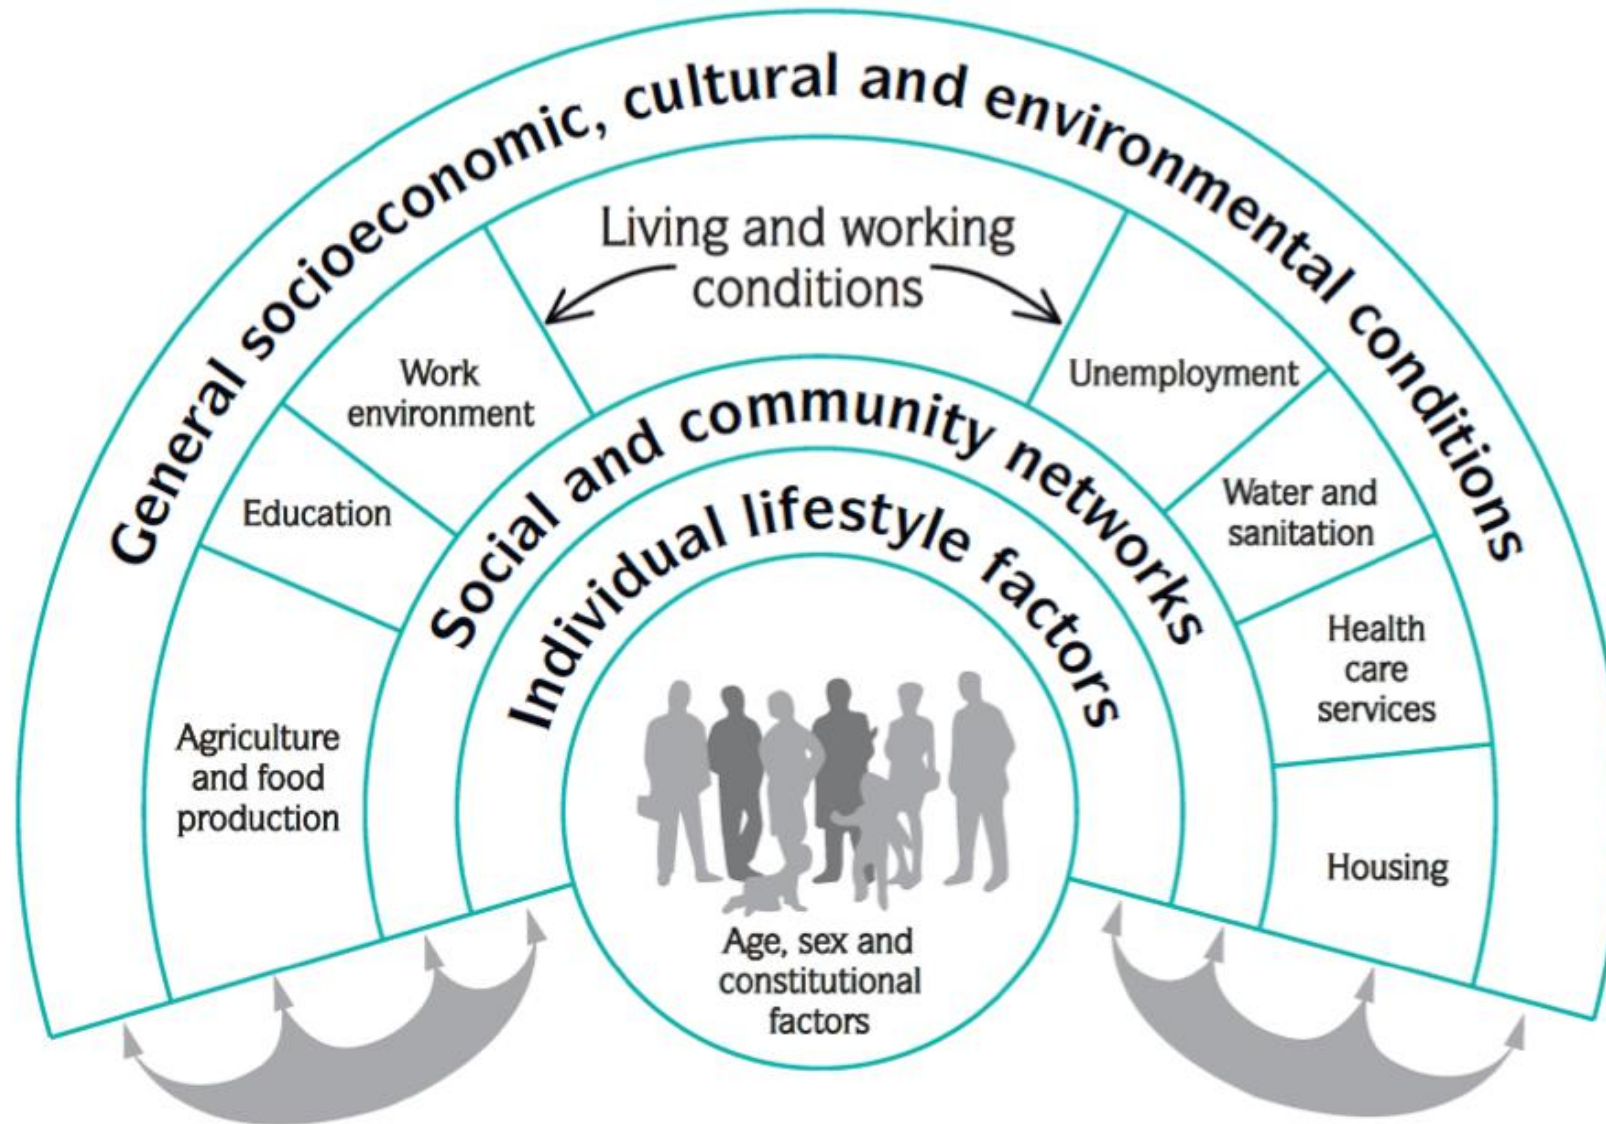 General socioeconomic, cultural and environmental conditions
Living and working
conditions
Work
environment
Unemployment
Education
Water and
sanitation
Agriculture
and food
production
Health
care
services
Housing
Social and community networks
Individual lifestyle factors
Age, sex and
constitutional
factors